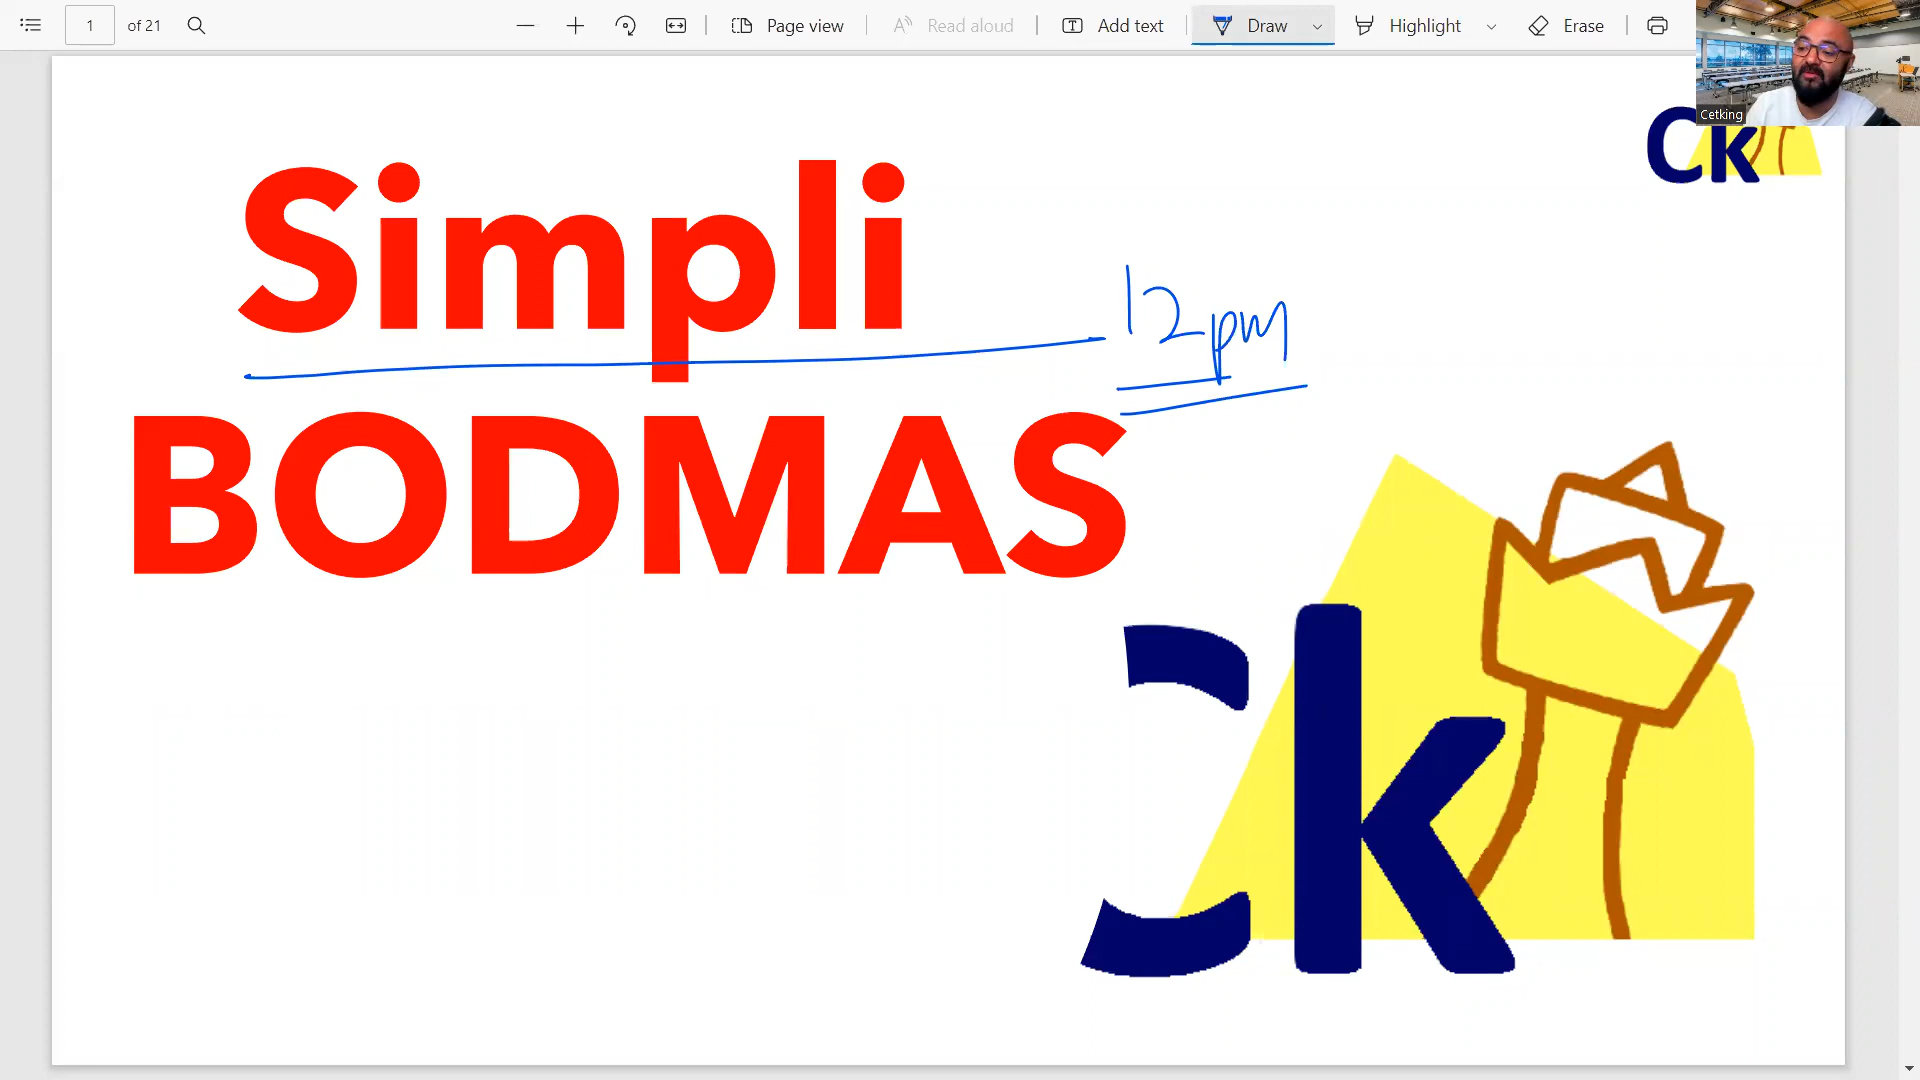 1 of 21 Page view Read aloud Add text Draw Highlight Erase
Cetking
Ck
Simpli
12pm
BODMAS
Ck